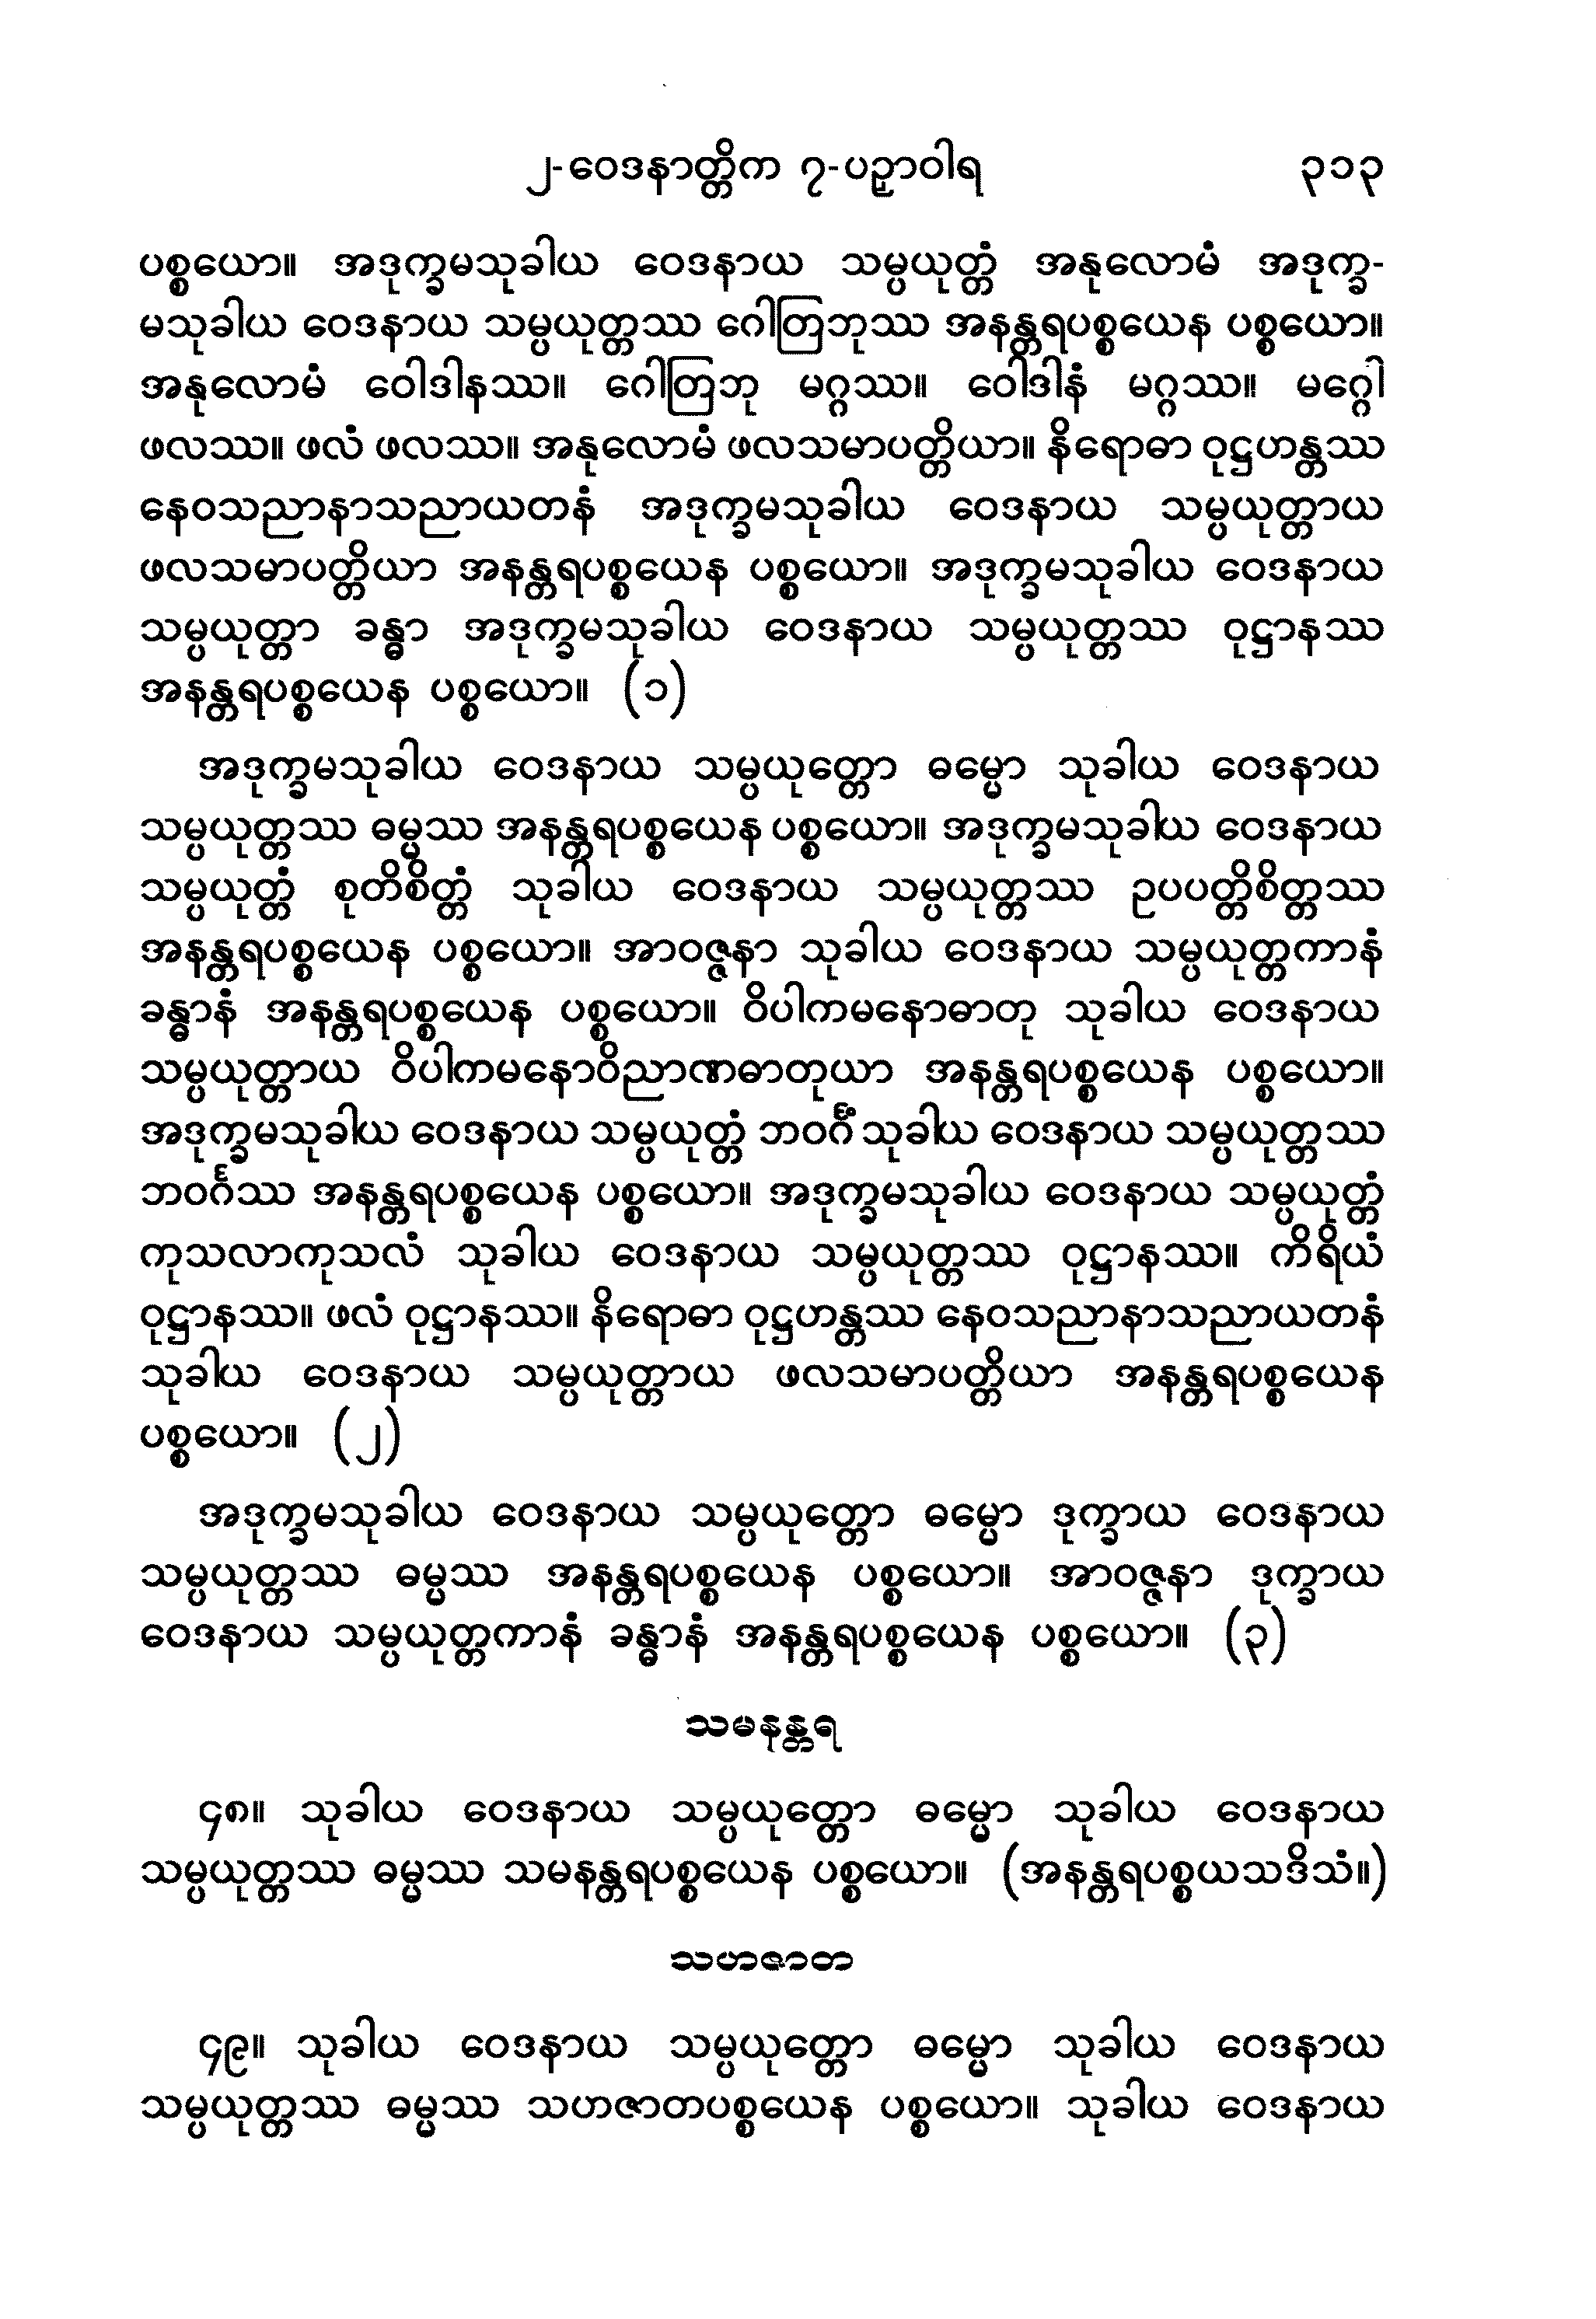 ၂-ဝေဒနာတ္တိက ၇-ပဉှာဝါရ ၃၁၃
ပစ္စယော။ အဒုက္ခမသုခါယ ဝေဒနာယ သမ္ပယုတ္တံ အနုလောမံ အဒုက္ခ-
မသုခါယ ဝေဒနာယ သမ္ပယုတ္တဿ ဂေါတြဘုဿ အနန္တရပစ္စယေန ပစ္စယော။
အနုလောမံ ဝေါဒါနဿ။ ဂေါတြဘု မဂ္ဂဿ။ ဝေါဒါနံ မဂ္ဂဿ။ မဂ္ဂေါ
ဖလဿ။ ဖလံ ဖလဿ။ အနုလောမံ ဖလသမာပတ္တိယာ။ နိရောဓာ ဝုဋ္ဌဟန္တဿ
နေဝသညာနာသညာယတနံ အဒုက္ခမသုခါယ ဝေဒနာယ သမ္ပယုတ္တာယ
ဖလသမာပတ္တိယာ အနန္တရပစ္စယေန ပစ္စယော။ အဒုက္ခမသုခါယ ဝေဒနာယ
သမ္ပယုတ္တာ ခန္ဓာ အဒုက္ခမသုခါယ ဝေဒနာယ သမ္ပယုတ္တဿ ဝုဋ္ဌာနဿ
အနန္တရပစ္စယေန ပစ္စယော။ (၁)
အဒုက္ခမသုခါယ ဝေဒနာယ သမ္ပယုတ္တော ဓမ္မော သုခါယ ဝေဒနာယ
သမ္ပယုတ္တဿ ဓမ္မဿ အနန္တရပစ္စယေန ပစ္စယော။ အဒုက္ခမသုခါယ ဝေဒနာယ
သမ္ပယုတ္တံ စုတိစိတ္တံ သုခါယ ဝေဒနာယ သမ္ပယုတ္တဿ ဥပပတ္တိစိတ္တဿ
အနန္တရပစ္စယေန ပစ္စယော။ အာဝဇ္ဇနာ သုခါယ ဝေဒနာယ သမ္ပယုတ္တကာနံ
ခန္ဓာနံ အနန္တရပစ္စယေန ပစ္စယော။ ဝိပါကမနောဓာတု သုခါယ ဝေဒနာယ
သမ္ပယုတ္တာယ ဝိပါကမနောဝိညာဏဓာတုယာ အနန္တရပစ္စယေန ပစ္စယော။
အဒုက္ခမသုခါယ ဝေဒနာယ သမ္ပယုတ္တံ ဘဝင်္ဂံ သုခါယ ဝေဒနာယ သမ္ပယုတ္တဿ
ဘဝင်္ဂဿ အနန္တရပစ္စယေန ပစ္စယော။ အဒုက္ခမသုခါယ ဝေဒနာယ သမ္ပယုတ္တံ
ကုသလာကုသလံ သုခါယ ဝေဒနာယ သမ္ပယုတ္တဿ ဝုဋ္ဌာနဿ။ ကိရိယံ
ဝုဋ္ဌာနဿ။ ဖလံ ဝုဋ္ဌာနဿ။ နိရောဓာ ဝုဋ္ဌဟန္တဿ နေဝသညာနာသညာယတနံ
သုခါယ ဝေဒနာယ သမ္ပယုတ္တာယ ဖလသမာပတ္တိယာ အနန္တရပစ္စယေန
ပစ္စယော။ (၂)
အဒုက္ခမသုခါယ ဝေဒနာယ သမ္ပယုတ္တော ဓမ္မော ဒုက္ခာယ ဝေဒနာယ
သမ္ပယုတ္တဿ ဓမ္မဿ အနန္တရပစ္စယေန ပစ္စယော။ အာဝဇ္ဇနာ ဒုက္ခာယ
ဝေဒနာယ သမ္ပယုတ္တကာနံ ခန္ဓာနံ အနန္တရပစ္စယေန ပစ္စယော။ (၃)
သမနန္တရ
၄၈။ သုခါယ ဝေဒနာယ သမ္ပယုတ္တော ဓမ္မော သုခါယ ဝေဒနာယ
သမ္ပယုတ္တဿ ဓမ္မဿ သမနန္တရပစ္စယေန ပစ္စယော။ (အနန္တရပစ္စယသဒိသံ။)
သဟဇာတ
၄၉။ သုခါယ ဝေဒနာယ သမ္ပယုတ္တော ဓမ္မော သုခါယ ဝေဒနာယ
သမ္ပယုတ္တဿ ဓမ္မဿ သဟဇာတပစ္စယေန ပစ္စယော။ သုခါယ ဝေဒနာယ